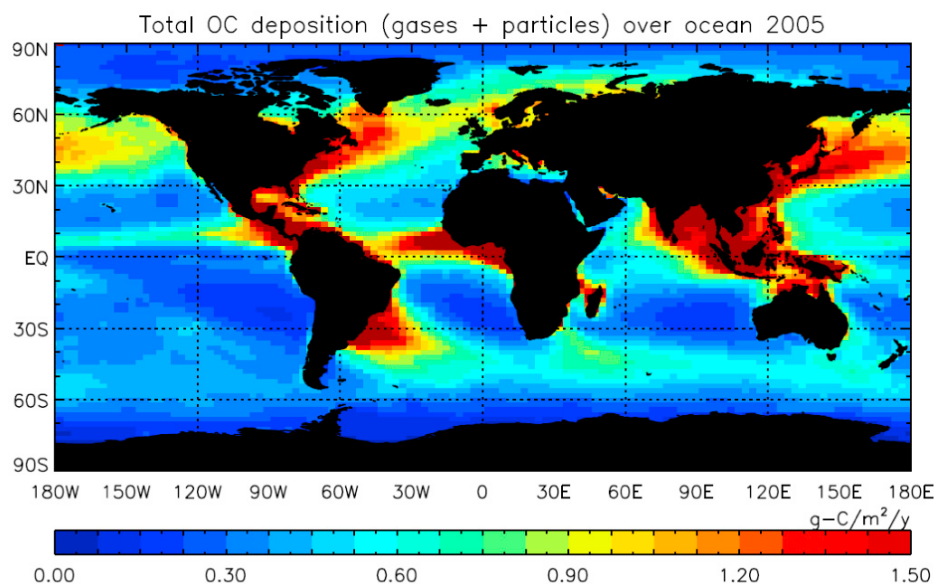 Total OC deposition (gases + particles) over ocean 2005
90N
60N
30N
EQ
30S
60S
90S
180W 150W 120W 90W 60W 30W 0 30E 60E 90E 120E 150E 180E
g-C/m²/y
0.00 0.30 0.60 0.90 1.20 1.50